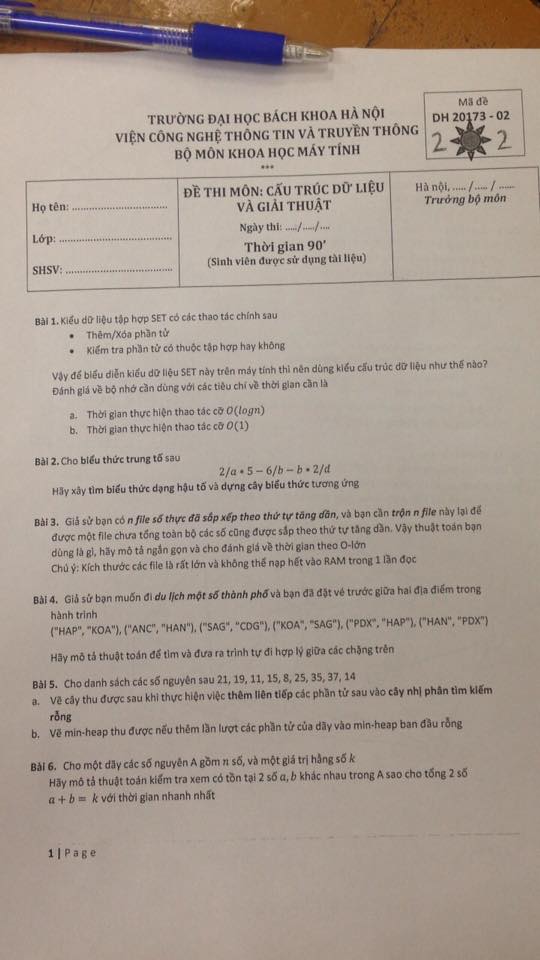 TRƯỜNG ĐẠI HỌC BÁCH KHOA HÀ NỘI
VIỆN CÔNG NGHỆ THÔNG TIN VÀ TRUYỀN THÔNG
BỘ MÔN KHOA HỌC MÁY TÍNH
***
Mã đề
DH 20173 - 02
2 2
Họ tên: ..............................
Lớp: ..............................
SHSV: ..............................
ĐỀ THI MÔN: CẤU TRÚC DỮ LIỆU
VÀ GIẢI THUẬT
Ngày thi: ...../...../....
Thời gian 90'
(Sinh viên được sử dụng tài liệu)
Hà nội, ..... /..... / ......
Trưởng bộ môn
Bài 1. Kiểu dữ liệu tập hợp SET có các thao tác chính sau
• Thêm/Xóa phần tử
• Kiểm tra phần tử có thuộc tập hợp hay không
Vậy để biểu diễn kiểu dữ liệu SET này trên máy tính thì nên dùng kiểu cấu trúc dữ liệu như thế nào?
Đánh giá về bộ nhớ cần dùng với các tiêu chí về thời gian cần là
a. Thời gian thực hiện thao tác cỡ O(logn)
b. Thời gian thực hiện thao tác cỡ O(1)
Bài 2. Cho biểu thức trung tố sau
2/a * 5 − 6/b − b * 2/d
Hãy xây tìm biểu thức dạng hậu tố và dựng cây biểu thức tương ứng
Bài 3. Giả sử bạn có n file số thực đã sắp xếp theo thứ tự tăng dần, và bạn cần trộn n file này lại để
được một file chưa tổng toàn bộ các số cũng được sắp theo thứ tự tăng dần. Vậy thuật toán bạn
dùng là gì, hãy mô tả ngắn gọn và cho đánh giá về thời gian theo O-lớn
Chú ý: Kích thước các file là rất lớn và không thể nạp hết vào RAM trong 1 lần đọc
Bài 4. Giả sử bạn muốn đi du lịch một số thành phố và bạn đã đặt vé trước giữa hai địa điểm trong
hành trình
("HAP", "KOA"), ("ANC", "HAN"), ("SAG", "CDG"), ("KOA", "SAG"), ("PDX", "HAP"), ("HAN", "PDX")
Hãy mô tả thuật toán để tìm và đưa ra trình tự đi hợp lý giữa các chặng trên
Bài 5. Cho danh sách các số nguyên sau 21, 19, 11, 15, 8, 25, 35, 37, 14
a. Vẽ cây thu được sau khi thực hiện việc thêm liên tiếp các phần tử sau vào cây nhị phân tìm kiếm
rỗng
b. Vẽ min-heap thu được nếu thêm lần lượt các phần tử của dãy vào min-heap ban đầu rỗng
Bài 6. Cho một dãy các số nguyên A gồm n số, và một giá trị hằng số k
Hãy mô tả thuật toán kiểm tra xem có tồn tại 2 số a, b khác nhau trong A sao cho tổng 2 số
a + b = k với thời gian nhanh nhất
1 | P a g e